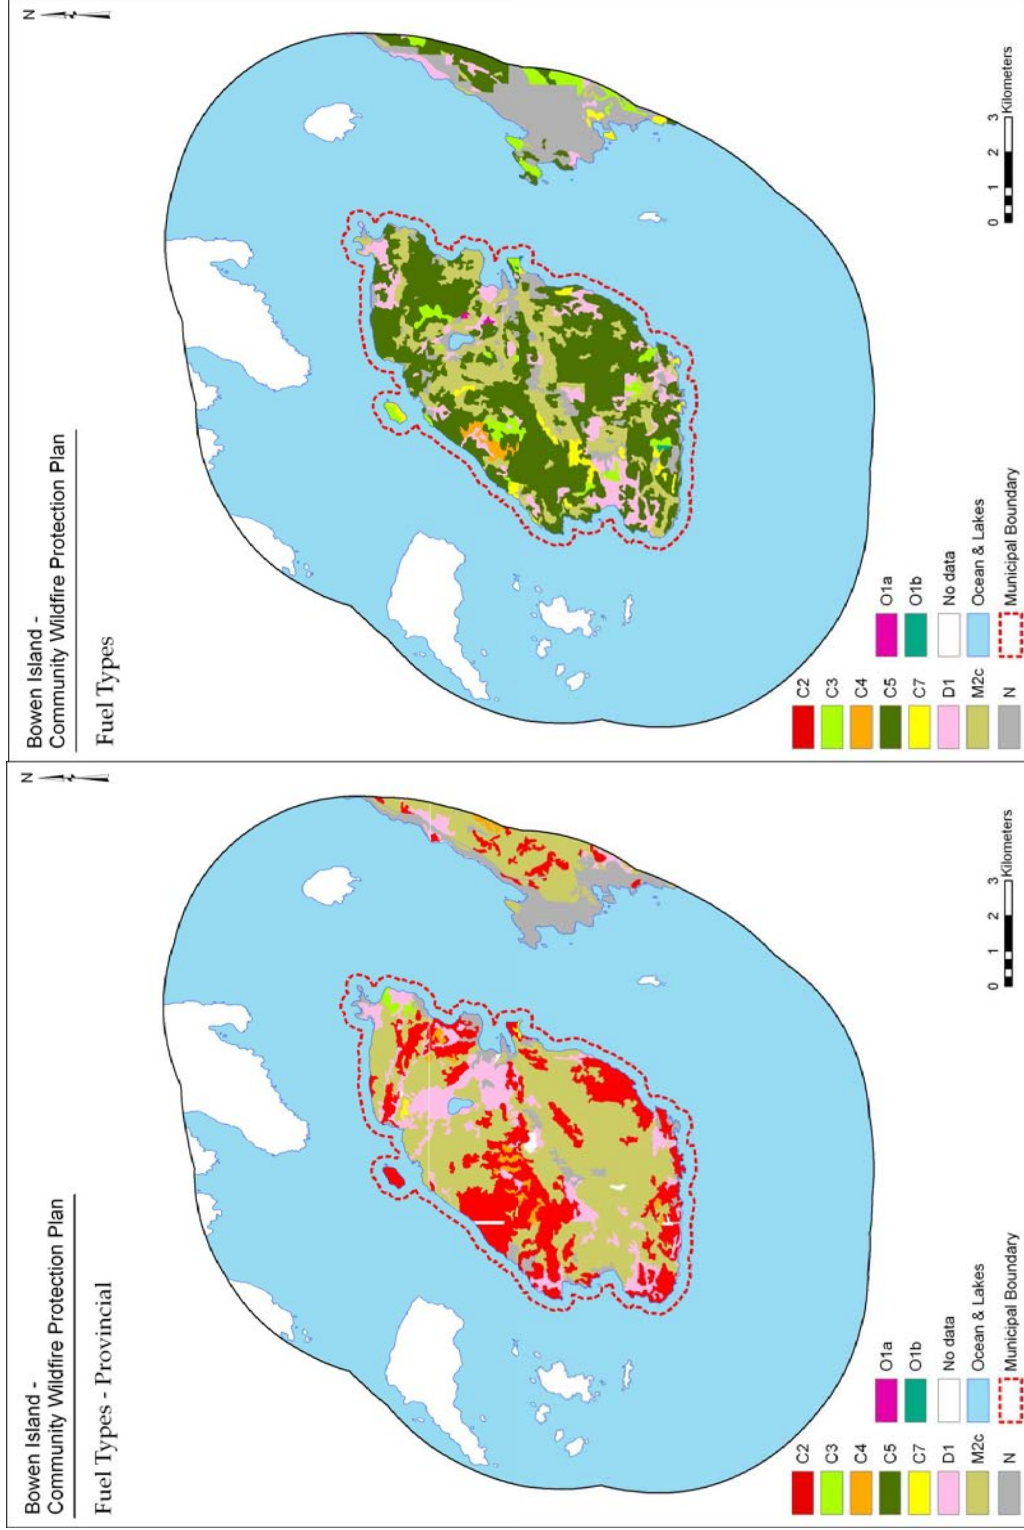 Bowen Island -
Community Wildfire Protection Plan
Fuel Types - Provincial
N
C2
C3
C4
C5
C7
D1
M2c
N
O1a
O1b
No data
Ocean & Lakes
Municipal Boundary
0 1 2 3
Kilometers
Bowen Island -
Community Wildfire Protection Plan
Fuel Types
N
C2
C3
C4
C5
C7
D1
M2c
N
O1a
O1b
No data
Ocean & Lakes
Municipal Boundary
0 1 2 3
Kilometers